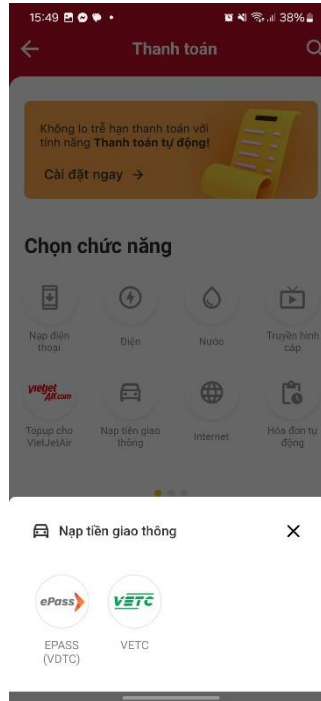 15:49
38%
Thanh toán
Không lo trễ hạn thanh toán với
tính năng Thanh toán tự động!
Cài đặt ngay →
Chọn chức năng
Nạp điện
thoại
Điện
Nước
Truyền hình
cáp
vietjet
Air.com
Topup cho
VietJetAir
Nạp tiền giao
thông
Internet
Hóa đơn tự
động
Nạp tiền giao thông
ePass
VETC
EPASS
(VDTC)
VETC